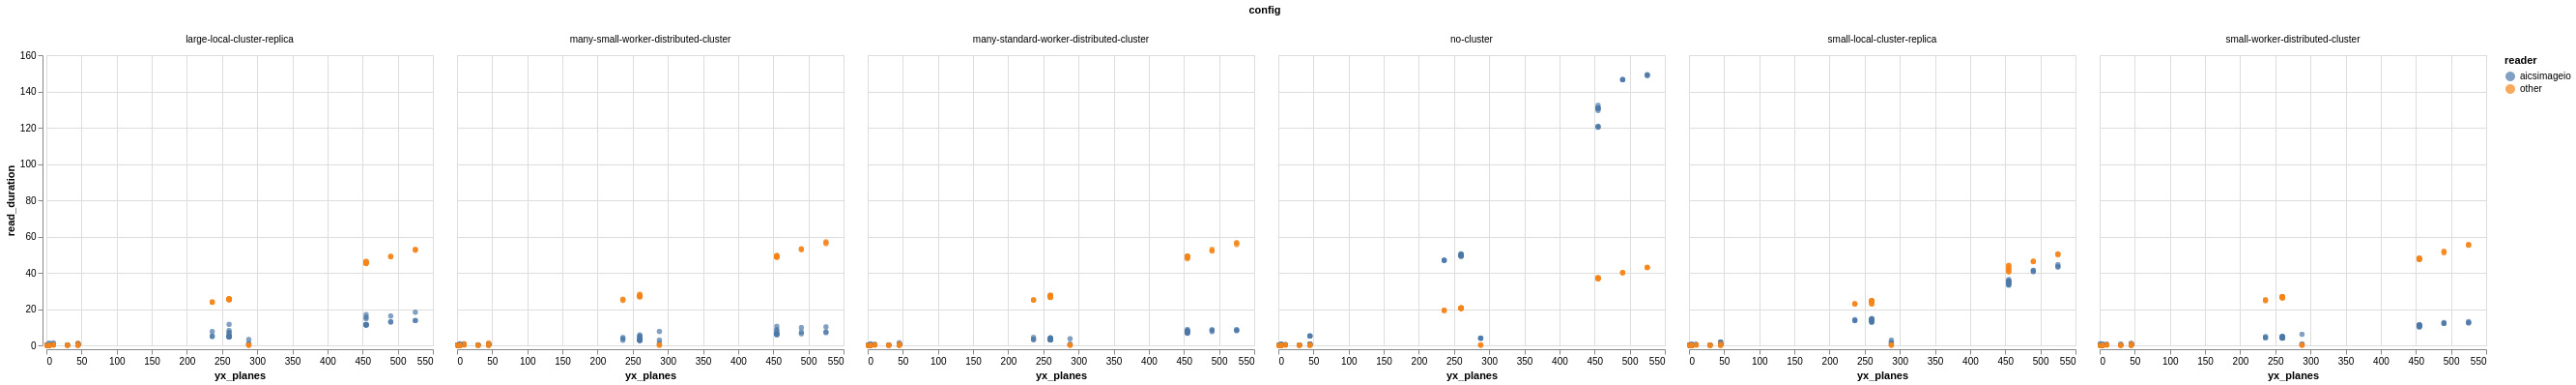 config
large-local-cluster-replica
many-small-worker-distributed-cluster
many-standard-worker-distributed-cluster
no-cluster
small-local-cluster-replica
small-worker-distributed-cluster
reader
aicsimageio
other
read_duration
160
140
120
100
80
60
40
20
0
0 50 100 150 200 250 300 350 400 450 500 550
0 50 100 150 200 250 300 350 400 450 500 550
0 50 100 150 200 250 300 350 400 450 500 550
0 50 100 150 200 250 300 350 400 450 500 550
0 50 100 150 200 250 300 350 400 450 500 550
0 50 100 150 200 250 300 350 400 450 500 550
yx_planes
yx_planes
yx_planes
yx_planes
yx_planes
yx_planes